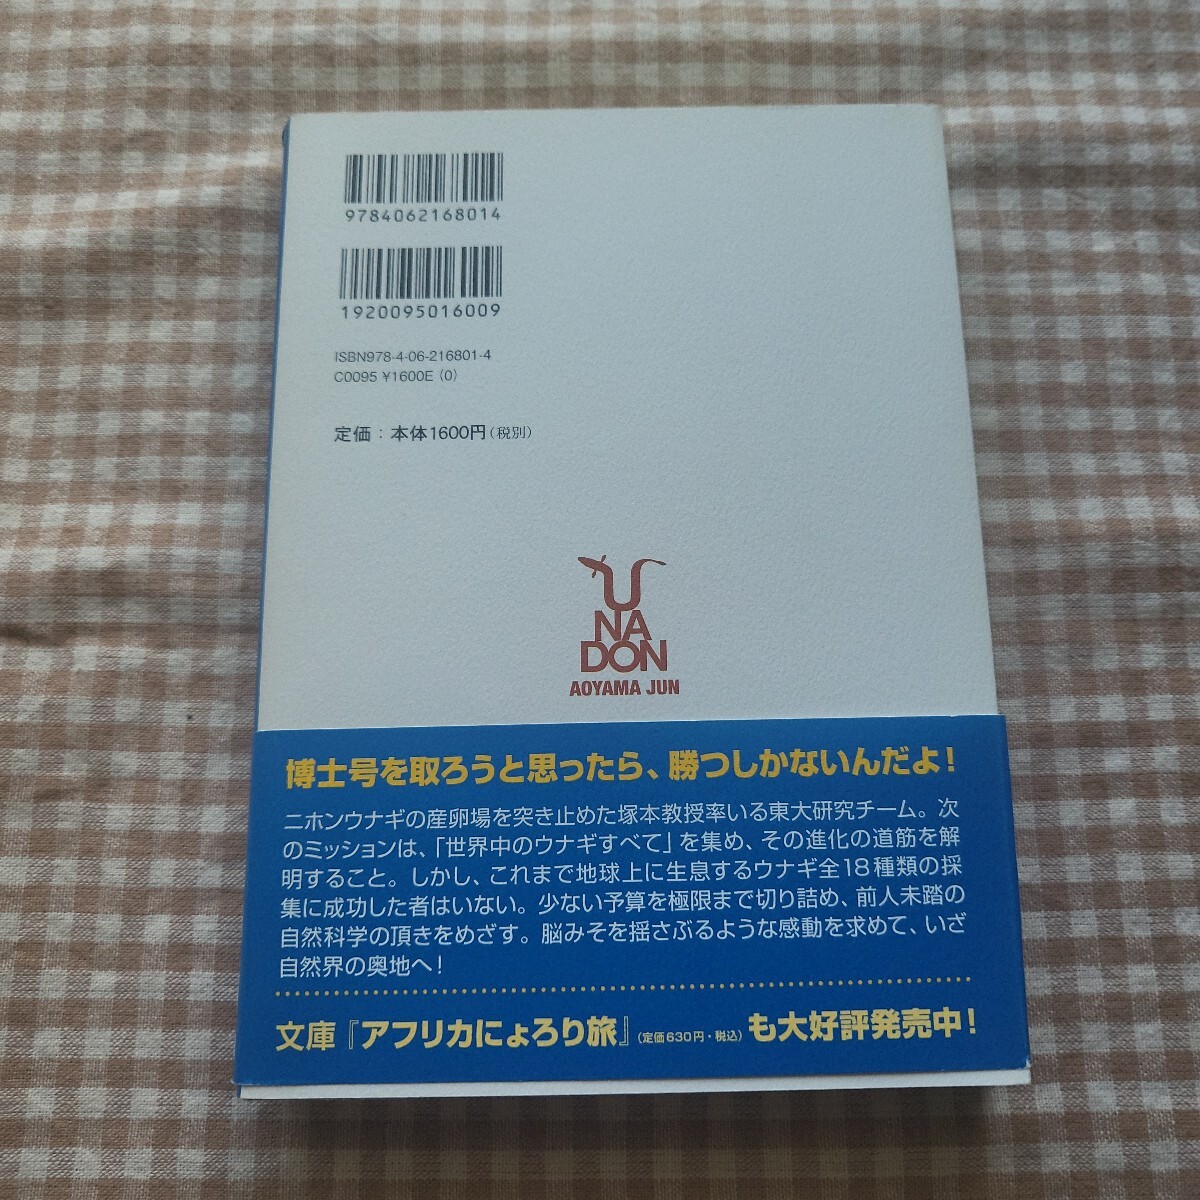 9784062168014
1920095016009
ISBN978-4-06-216801-4
C0095 ¥1600E (0)
定価：本体1600円（税別）
U
NA
DON
AOYAMA JUN
博士号を取ろうと思ったら、勝つしかないんだよ！
ニホンウナギの産卵場を突き止めた塚本教授率いる東大研究チーム。次
のミッションは、「世界中のウナギすべて」を集め、その進化の道筋を解
明すること。しかし、これまで地球上に生息するウナギ全18種類の採
集に成功した者はいない。少ない予算を極限まで切り詰め、前人未踏の
自然科学の頂きをめざす。脳みそを揺さぶるような感動を求めて、いざ
自然界の奥地へ！
文庫『アフリカにょろり旅』（定価630円・税込）も大好評発売中！